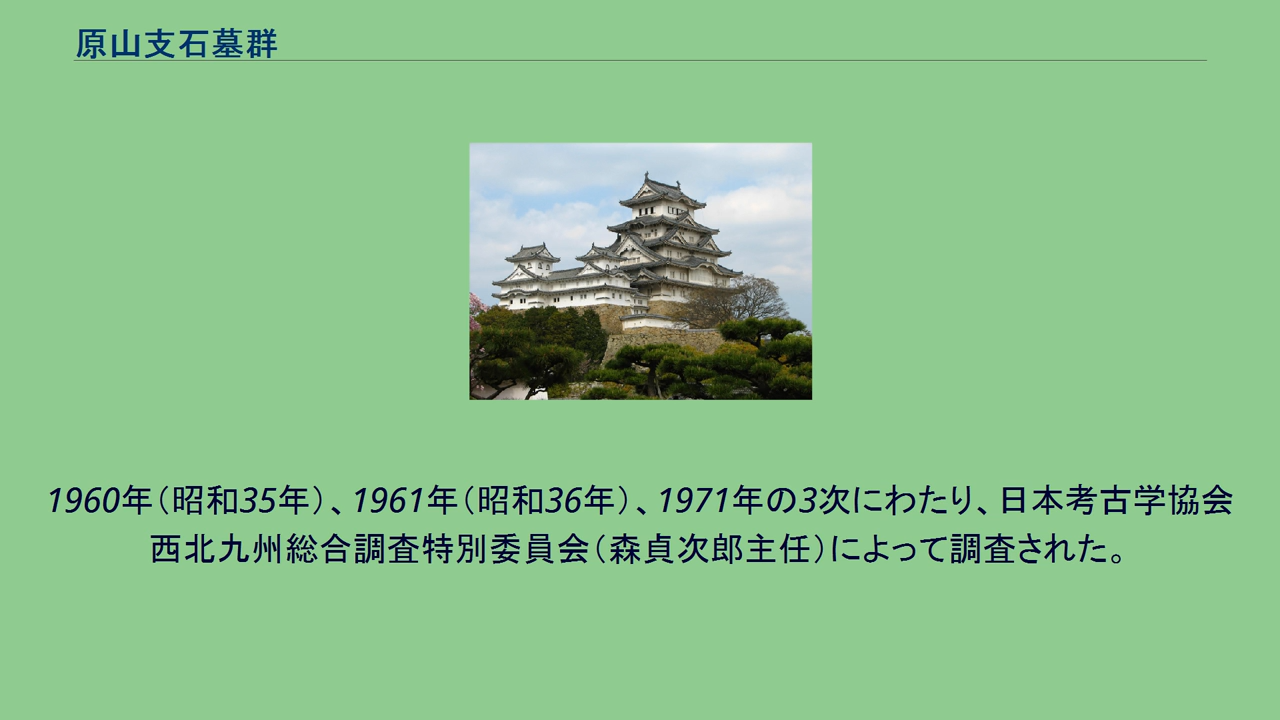 原山支石墓群
1960年（昭和35年）、1961年（昭和36年）、1971年の3次にわたり、日本考古学協会
西北九州総合調査特別委員会（森貞次郎主任）によって調査された。